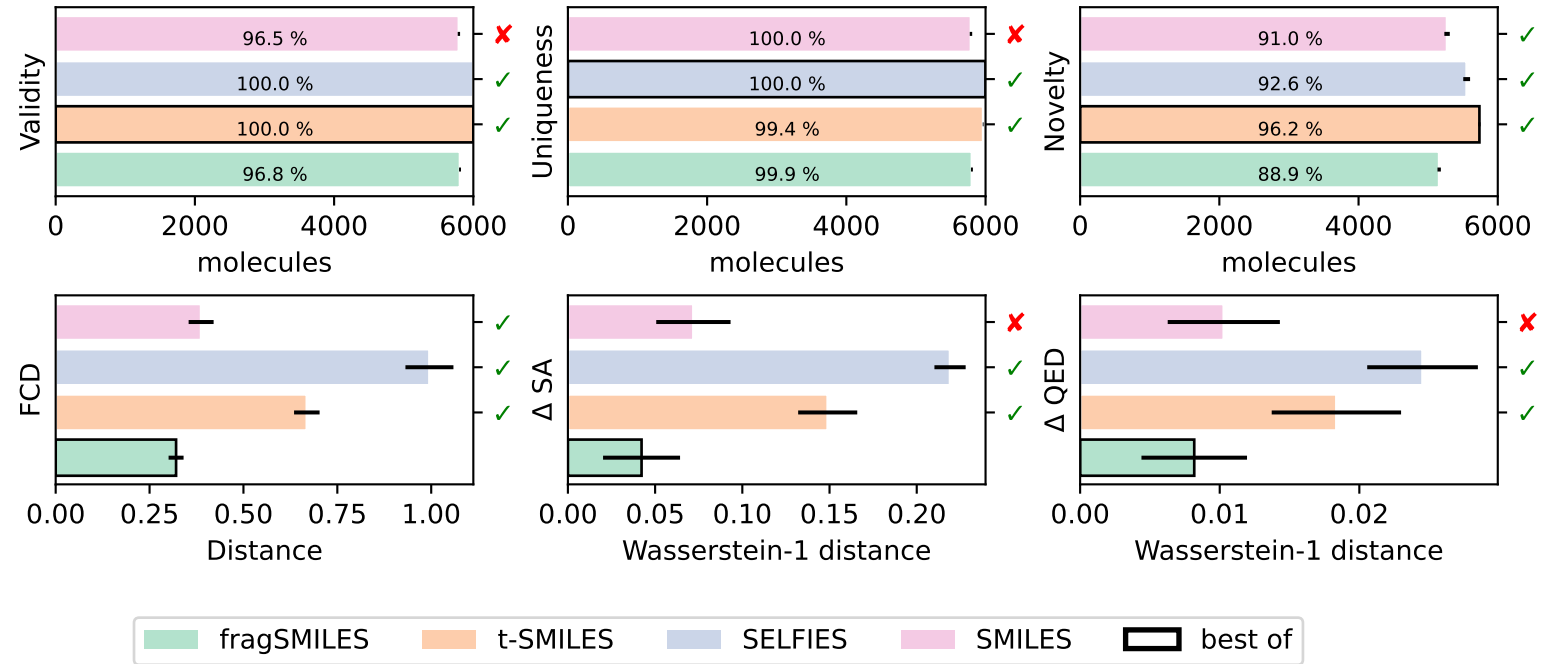 Validity
96.5 %
✘
100.0 %
✓
100.0 %
✓
96.8 %
0 2000 4000 6000
molecules
Uniqueness
100.0 %
✘
100.0 %
✓
99.4 %
✓
99.9 %
0 2000 4000 6000
molecules
Novelty
91.0 %
✓
92.6 %
✓
96.2 %
✓
88.9 %
0 2000 4000 6000
molecules
FCD
✓
✓
✓
0.00 0.25 0.50 0.75 1.00
Distance
Δ SA
✘
✓
✓
0.00 0.05 0.10 0.15 0.20
Wasserstein-1 distance
Δ QED
✘
✓
✓
0.00 0.01 0.02
Wasserstein-1 distance
fragSMILES t-SMILES SELFIES SMILES best of